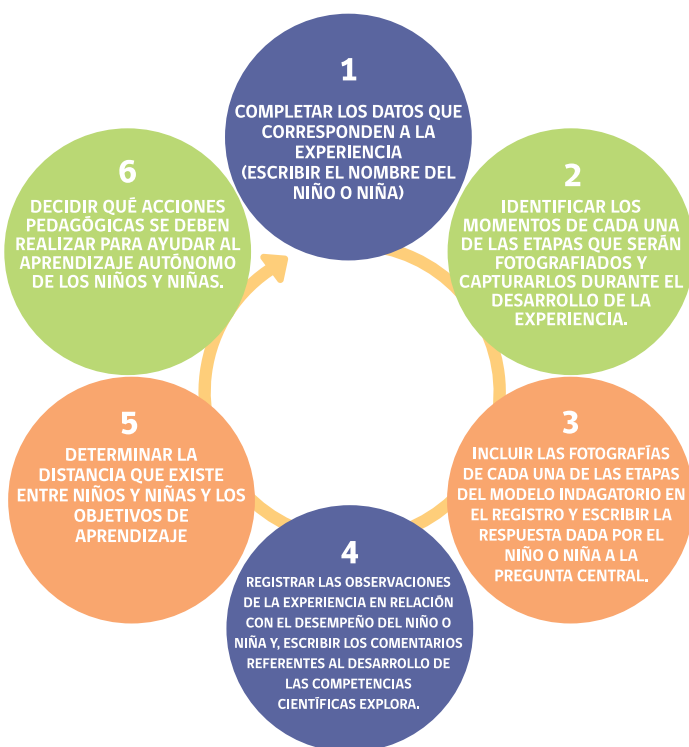 1
COMPLETAR LOS DATOS QUE
CORRESPONDEN A LA
EXPERIENCIA
(ESCRIBIR EL NOMBRE DEL
NIÑO O NIÑA)
2
IDENTIFICAR LOS
MOMENTOS DE CADA UNA
DE LAS ETAPAS QUE SERÁN
FOTOGRAFIADOS Y
CAPTURARLOS DURANTE EL
DESARROLLO DE LA
EXPERIENCIA.
3
INCLUIR LAS FOTOGRAFÍAS
DE CADA UNA DE LAS ETAPAS
DEL MODELO INDAGATORIO EN
EL REGISTRO Y ESCRIBIR LA
RESPUESTA DADA POR EL
NIÑO O NIÑA A LA
PREGUNTA CENTRAL.
4
REGISTRAR LAS OBSERVACIONES
DE LA EXPERIENCIA EN RELACIÓN
CON EL DESEMPEÑO DEL NIÑO O
NIÑA Y, ESCRIBIR LOS COMENTARIOS
REFERENTES AL DESARROLLO DE
LAS COMPETENCIAS
CIENTÍFICAS EXPLORA.
5
DETERMINAR LA
DISTANCIA QUE EXISTE
ENTRE NIÑOS Y NIÑAS Y LOS
OBJETIVOS DE
APRENDIZAJE
6
DECIDIR QUÉ ACCIONES
PEDAGÓGICAS SE DEBEN
REALIZAR PARA AYUDAR AL
APRENDIZAJE AUTÓNOMO
DE LOS NIÑOS Y NIÑAS.